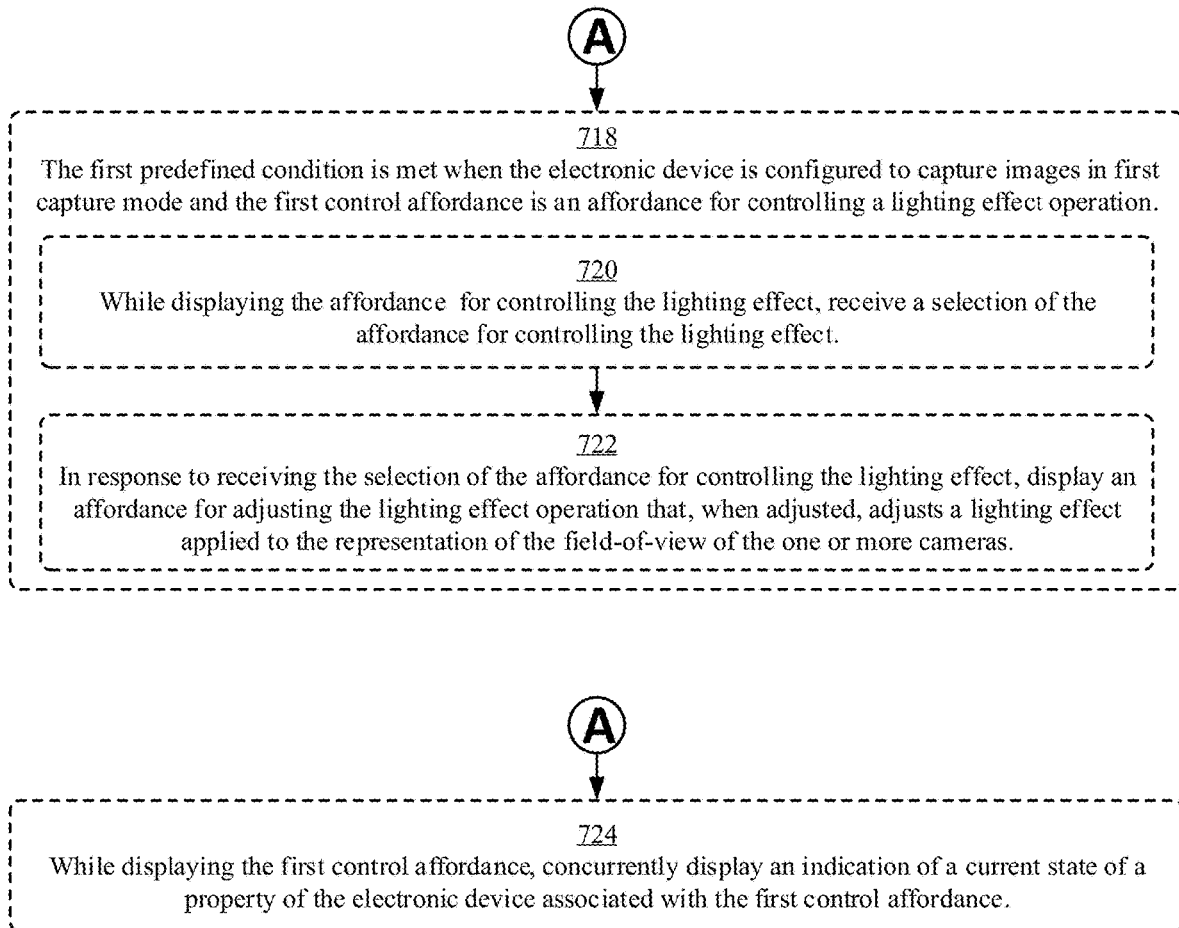 A
718
The first predefined condition is met when the electronic device is configured to capture images in first
capture mode and the first control affordance is an affordance for controlling a lighting effect operation.
720
While displaying the affordance for controlling the lighting effect, receive a selection of the
affordance for controlling the lighting effect.
722
In response to receiving the selection of the affordance for controlling the lighting effect, display an
affordance for adjusting the lighting effect operation that, when adjusted, adjusts a lighting effect
applied to the representation of the field-of-view of the one or more cameras.
A
724
While displaying the first control affordance, concurrently display an indication of a current state of a
property of the electronic device associated with the first control affordance.